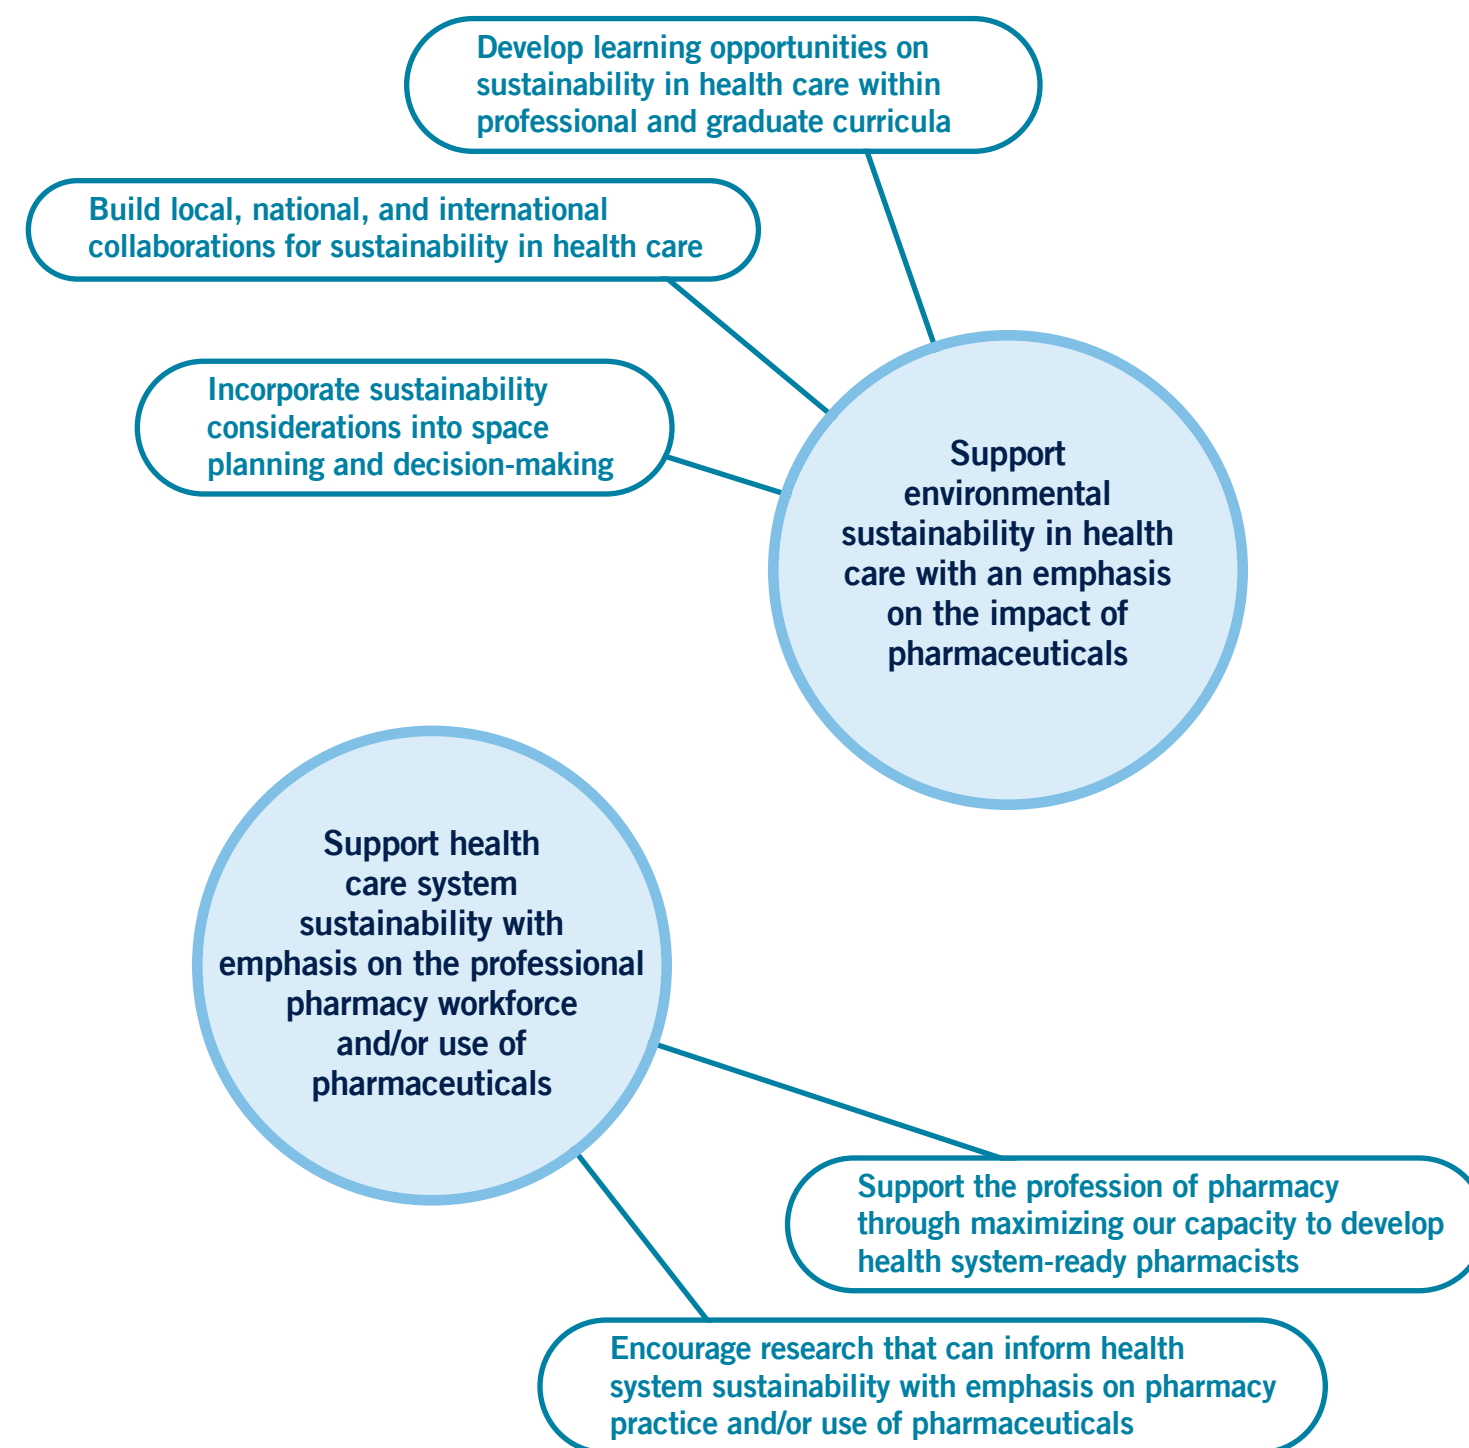 Develop learning opportunities on
sustainability in health care within
professional and graduate curricula
Build local, national, and international
collaborations for sustainability in health care
Incorporate sustainability
considerations into space
planning and decision-making
Support
environmental
sustainability in health
care with an emphasis
on the impact of
pharmaceuticals
Support health
care system
sustainability with
emphasis on the professional
pharmacy workforce
and/or use of
pharmaceuticals
Support the profession of pharmacy
through maximizing our capacity to develop
health system-ready pharmacists
Encourage research that can inform health
system sustainability with emphasis on pharmacy
practice and/or use of pharmaceuticals